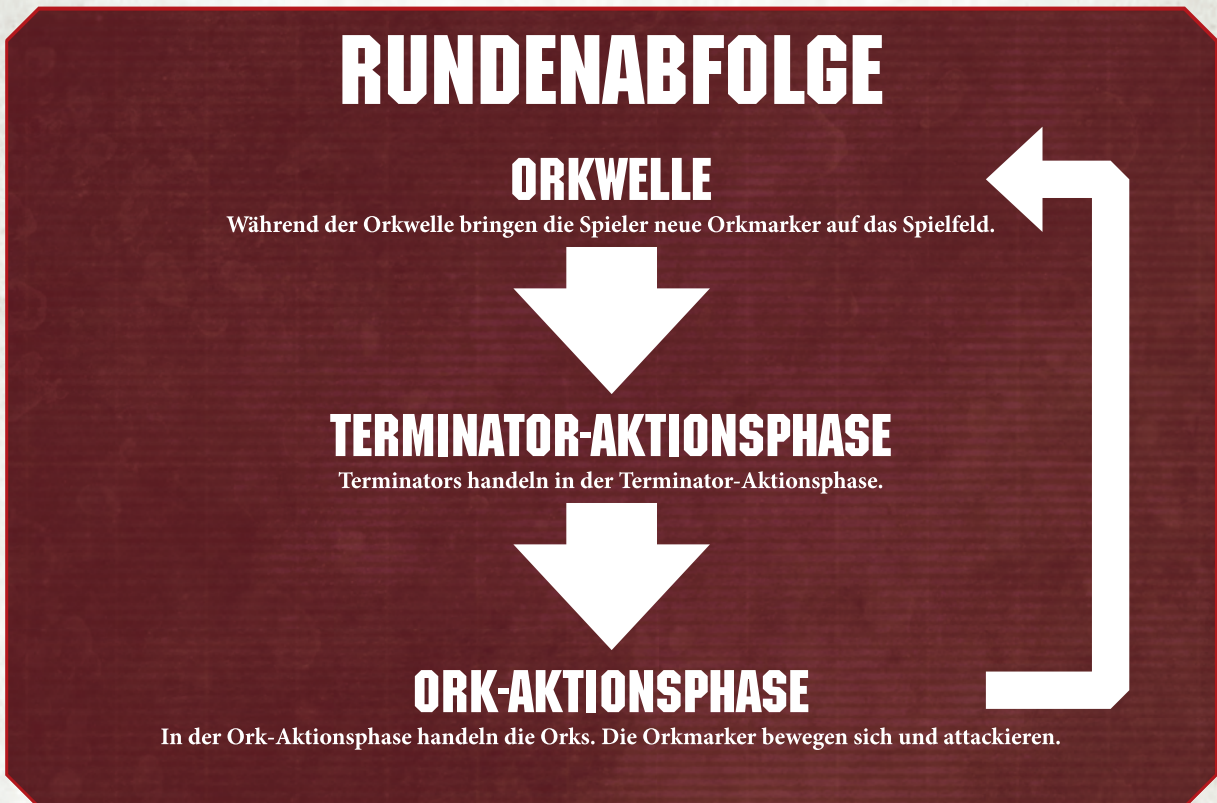 RUNDENABFOLGE
ORKWELLE
Während der Orkwelle bringen die Spieler neue Orkmarker auf das Spielfeld.
TERMINATOR-AKTIONSPHASE
Terminators handeln in der Terminator-Aktionsphase.
ORK-AKTIONSPHASE
In der Ork-Aktionsphase handeln die Orks. Die Orkmarker bewegen sich und attackieren.